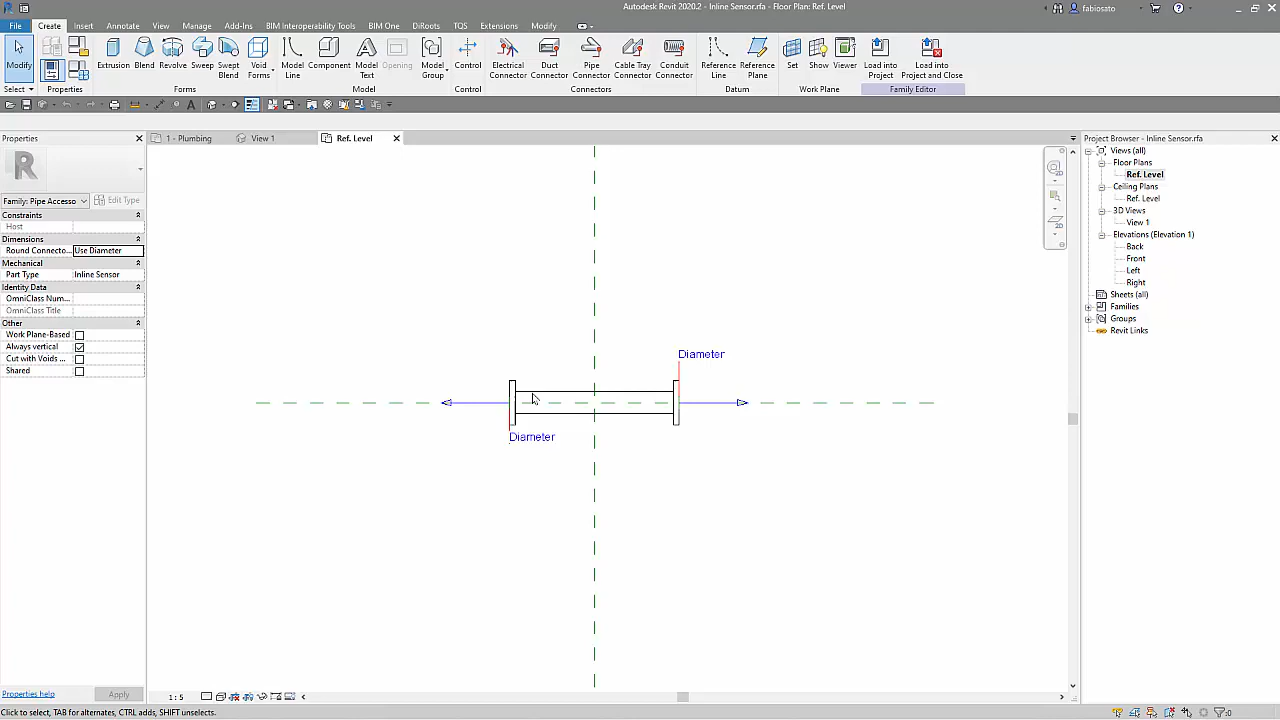 Autodesk Revit 2020.2 - Inline Sensor.rfa - Floor Plan: Ref. Level
fabiosato
File Create Insert Annotate View Manage Add-Ins BIM Interoperability Tools BIM One DiRoots TQS Extensions Modify
Modify
Extrusion Blend Revolve Sweep Swept Blend Void Forms
Model Line Component Model Text Opening Model Group
Control
Electrical Connector Duct Connector Pipe Connector Cable Tray Connector Conduit Connector
Reference Line Reference Plane
Set Show Viewer
Load into Project Load into Project and Close
Select Properties Forms Model Control Connectors Datum Work Plane Family Editor
Properties
1 - Plumbing View 1 Ref. Level
Project Browser - Inline Sensor.rfa
Family: Pipe Accesso Edit Type
Constraints
Host
Dimensions
Round Connecto... Use Diameter
Mechanical
Part Type Inline Sensor
Identity Data
OmniClass Num...
OmniClass Title
Other
Work Plane-Based
Always vertical
Cut with Voids ...
Shared
Diameter
Diameter
Views (all)
Floor Plans
Ref. Level
Ceiling Plans
Ref. Level
3D Views
View 1
Elevations (Elevation 1)
Back
Front
Left
Right
Sheets (all)
Families
Groups
Revit Links
Properties help Apply
1 : 5
Click to select, TAB for alternates, CTRL adds, SHIFT unselects.
:0